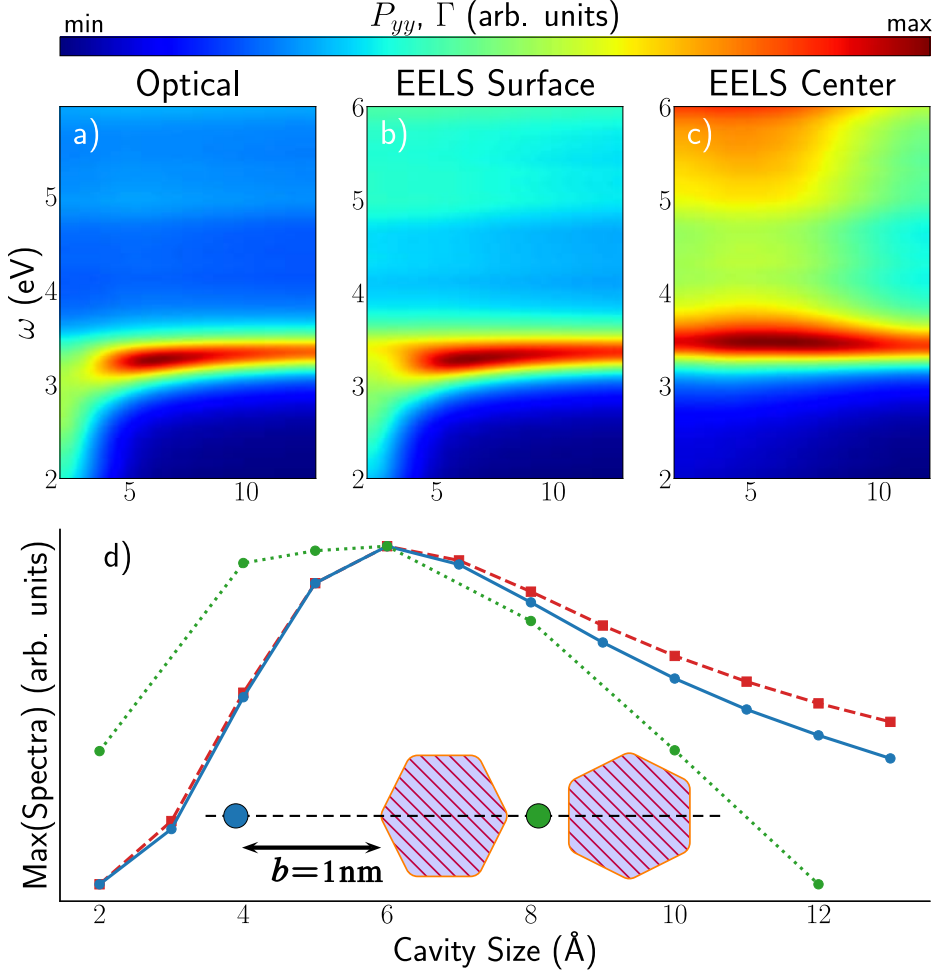 P_yy, Γ (arb. units)
min max
Optical EELS Surface EELS Center
a) b) c)
6 6
5 5 5
4 4 4
3 3 3
2 2 2
5 10 5 10 5 10
ω (eV)
d)
Max(Spectra) (arb. units)
b=1nm
2 4 6 8 10 12
Cavity Size (Å)